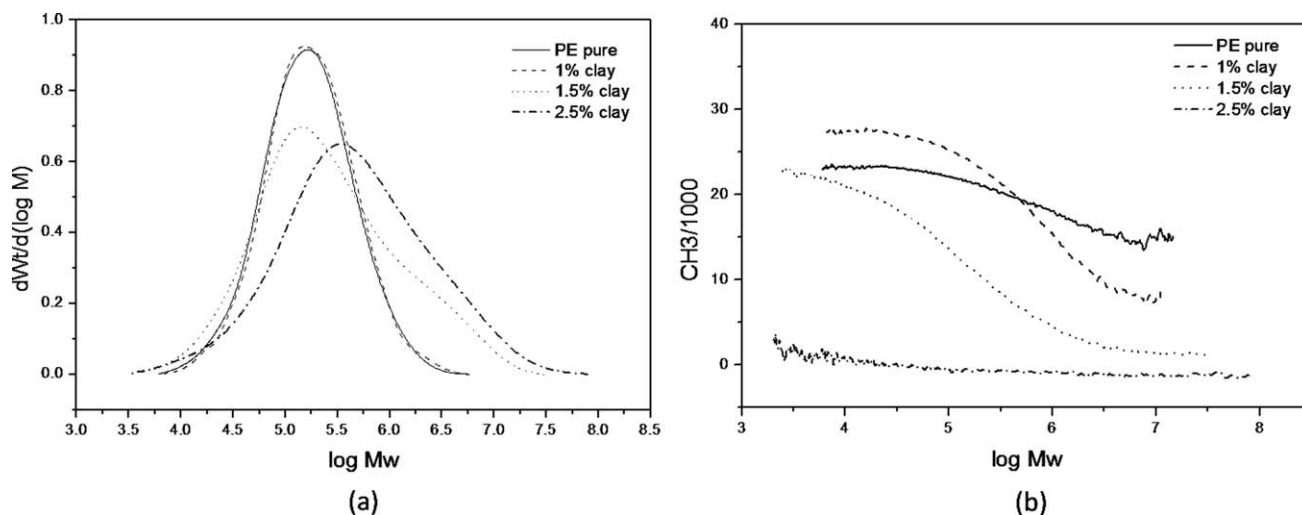 1.0
0.8
0.6
0.4
0.2
0.0
dWt/d(log M)
PE pure
1% clay
1.5% clay
2.5% clay
3.0 3.5 4.0 4.5 5.0 5.5 6.0 6.5 7.0 7.5 8.0 8.5
log Mw
(a)
40
30
20
10
0
CH3/1000
PE pure
1% clay
1.5% clay
2.5% clay
3 4 5 6 7 8
log Mw
(b)